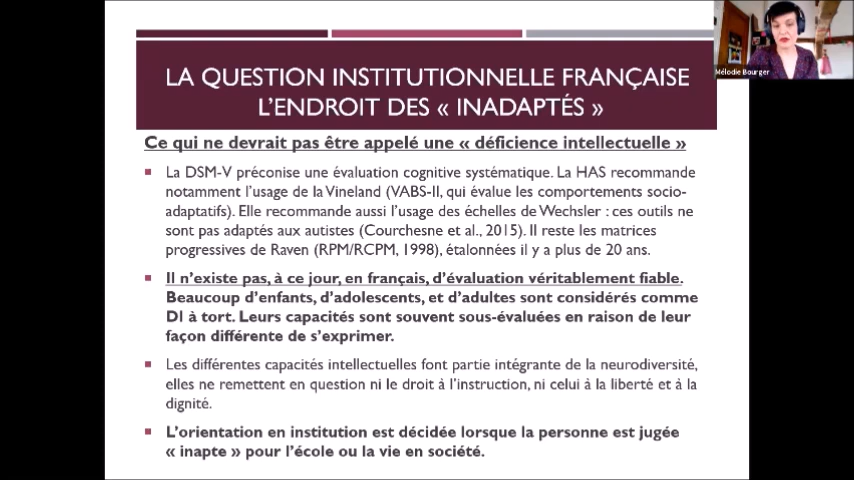 LA QUESTION INSTITUTIONNELLE FRANÇAISE
L'ENDROIT DES « INADAPTÉS »
Mélodie Bourger
Ce qui ne devrait pas être appelé une « déficience intellectuelle »
La DSM-V préconise une évaluation cognitive systématique. La HAS recommande
notamment l'usage de la Vineland (VABS-II, qui évalue les comportements socio-
adaptatifs). Elle recommande aussi l'usage des échelles de Wechsler : ces outils ne
sont pas adaptés aux autistes (Courchesne et al., 2015). Il reste les matrices
progressives de Raven (RPM/RCPM, 1998), étalonnées il y a plus de 20 ans.
Il n'existe pas, à ce jour, en français, d'évaluation véritablement fiable.
Beaucoup d'enfants, d'adolescents, et d'adultes sont considérés comme
DI à tort. Leurs capacités sont souvent sous-évaluées en raison de leur
façon différente de s'exprimer.
Les différentes capacités intellectuelles font partie intégrante de la neurodiversité,
elles ne remettent en question ni le droit à l'instruction, ni celui à la liberté et à la
dignité.
L'orientation en institution est décidée lorsque la personne est jugée
« inapte » pour l'école ou la vie en société.